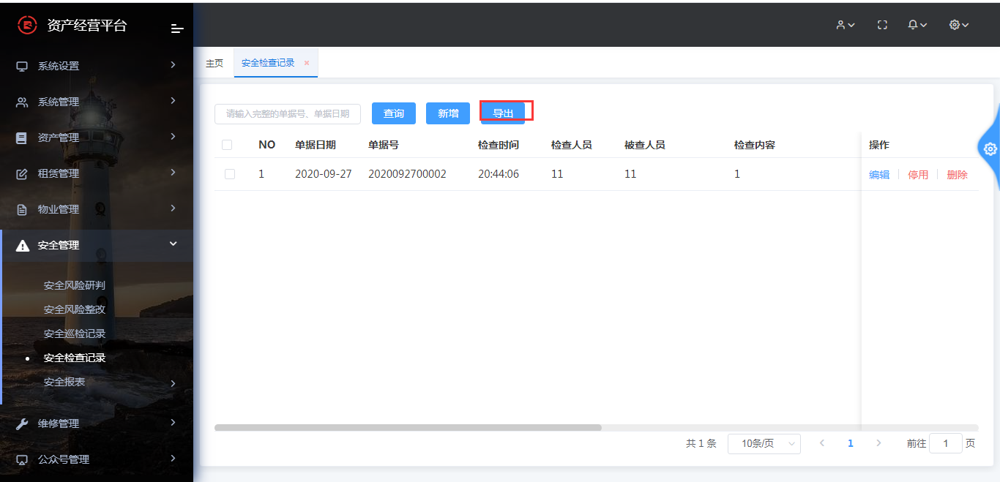 资产经营平台
系统设置
系统管理
资产管理
租赁管理
物业管理
安全管理
安全风险研判
安全风险整改
安全巡检记录
安全检查记录
安全报表
维修管理
公众号管理
主页 安全检查记录 ×
请输入完整的单据号、单据日期 查询 新增 导出
NO 单据日期 单据号 检查时间 检查人员 被查人员 检查内容 操作
1 2020-09-27 2020092700002 20:44:06 11 11 1 编辑 停用 删除
共 1 条 10条/页 1 前往 1 页